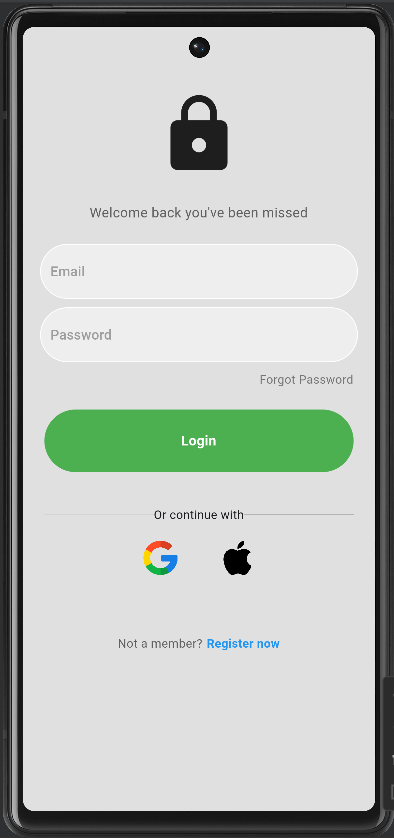 Welcome back you've been missed
Email
Password
Forgot Password
Login
Or continue with
Not a member? Register now